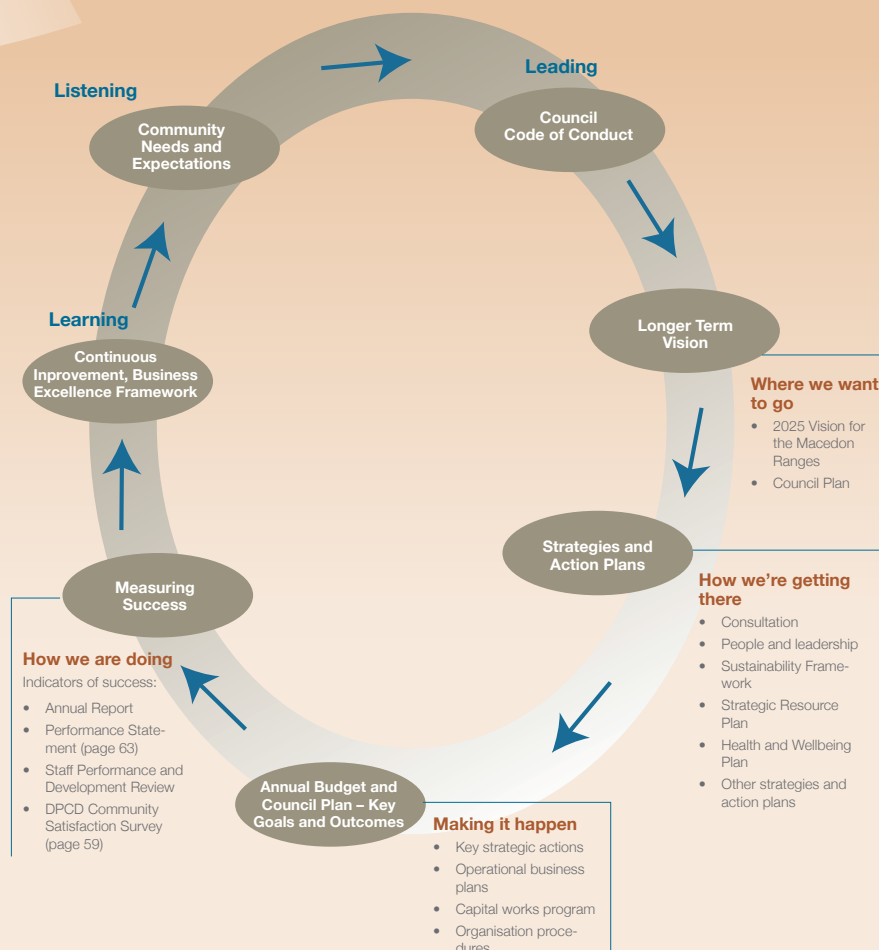 Listening
Community
Needs and
Expectations
Leading
Council
Code of Conduct
Longer Term
Vision
Where we want
to go
• 2025 Vision for
the Macedon
Ranges
• Council Plan
Strategies and
Action Plans
How we're getting
there
• Consultation
• People and leadership
• Sustainability Frame-
work
• Strategic Resource
Plan
• Health and Wellbeing
Plan
• Other strategies and
action plans
Annual Budget and
Council Plan – Key
Goals and Outcomes
Making it happen
• Key strategic actions
• Operational business
plans
• Capital works program
• Organisation proce-
dures
Measuring
Success
How we are doing
Indicators of success:
• Annual Report
• Performance State-
ment (page 63)
• Staff Performance and
Development Review
• DPCD Community
Satisfaction Survey
(page 59)
Learning
Continuous
Inprovement, Business
Excellence Framework